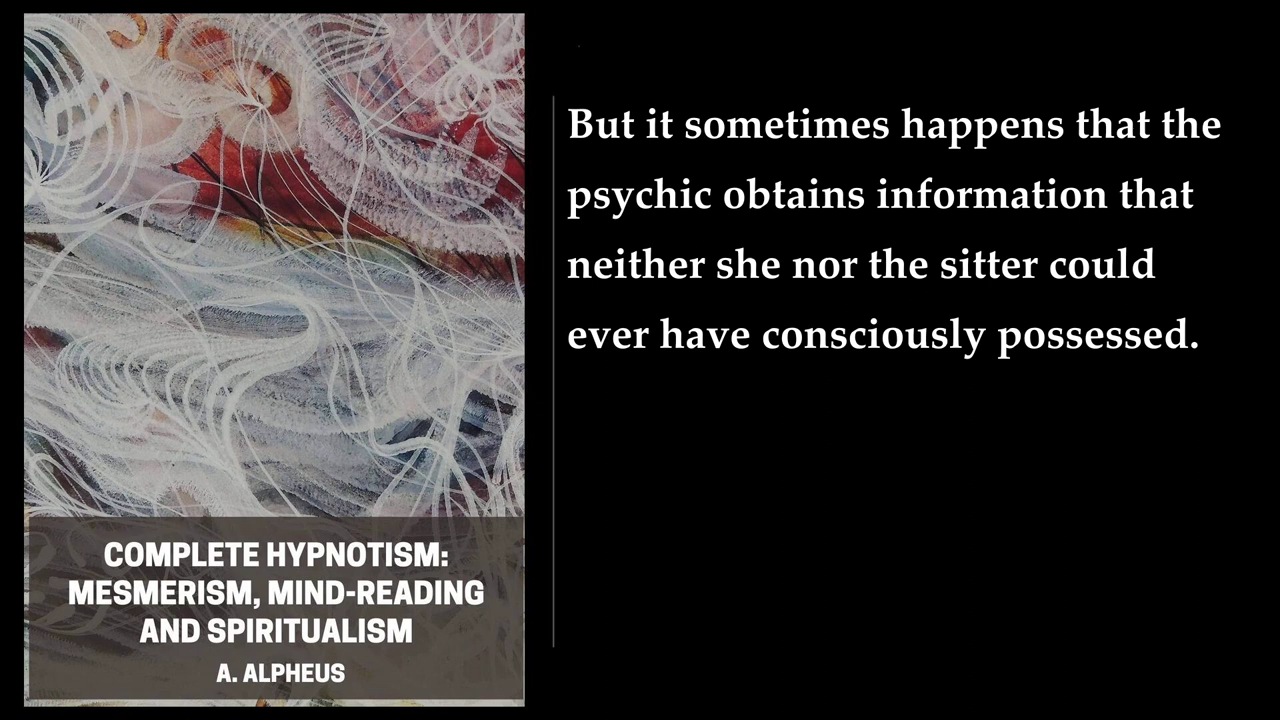 COMPLETE HYPNOTISM:
MESMERISM, MIND-READING
AND SPIRITUALISM
A. ALPHEUS
But it sometimes happens that the
psychic obtains information that
neither she nor the sitter could
ever have consciously possessed.